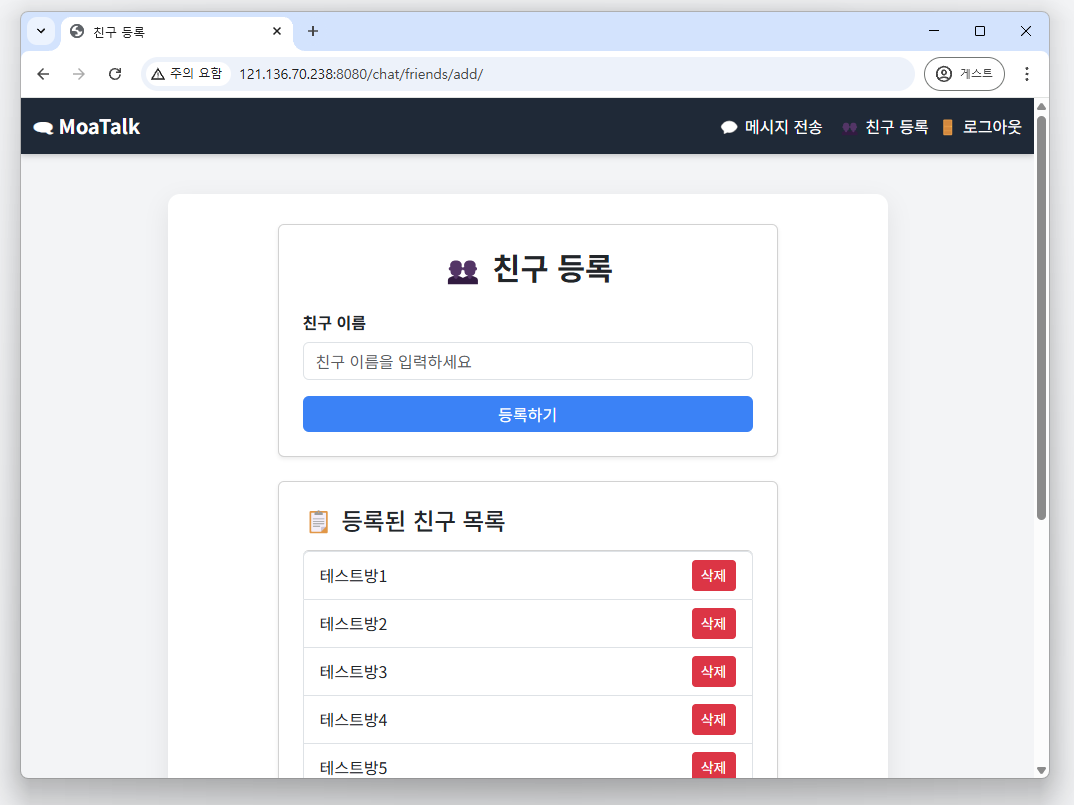 친구 등록
주의 요함
121.136.70.238:8080/chat/friends/add/
게스트
MoaTalk
메시지 전송
친구 등록
로그아웃
친구 등록
친구 이름
친구 이름을 입력하세요
등록하기
등록된 친구 목록
테스트방1 삭제
테스트방2 삭제
테스트방3 삭제
테스트방4 삭제
테스트방5 삭제